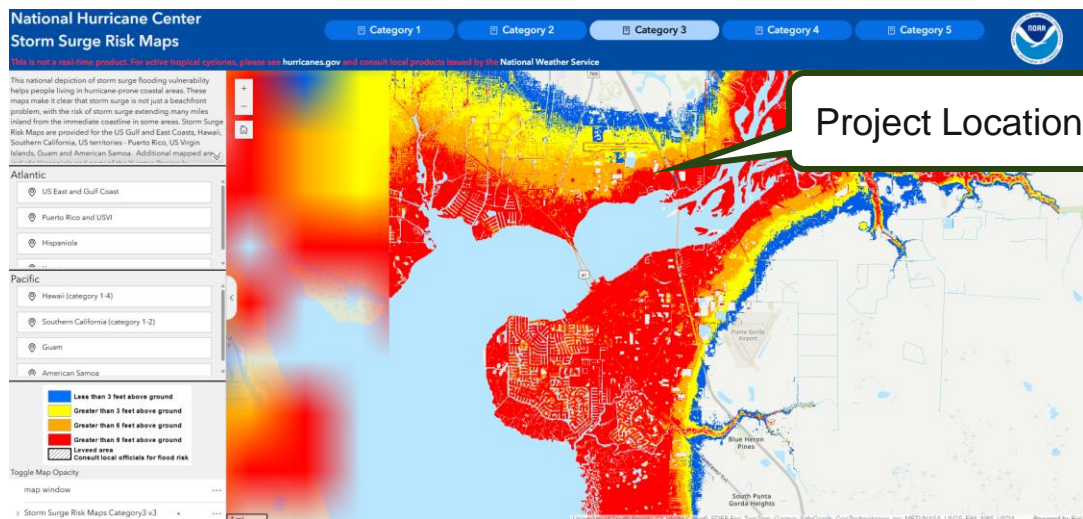 National Hurricane Center
Storm Surge Risk Maps
Category 1
Category 2
Category 3
Category 4
Category 5
NOAA
This is not a real-time product. For active tropical cyclones, please see hurricanes.gov and consult local products issued by the National Weather Service
This national depiction of storm surge flooding vulnerability
helps people living in hurricane-prone coastal areas. These
maps make it clear that storm surge is not just a beachfront
problem, with the risk of storm surge extending many miles
inland from the immediate coastline in some areas. Storm Surge
Risk Maps are provided for the US Gulf and East Coasts, Hawaii,
Southern California, US territories - Puerto Rico, US Virgin
Islands, Guam and American Samoa. Additional mapped areas
Atlantic
US East and Gulf Coast
Puerto Rico and USVI
Hispaniola
Pacific
Hawaii (category 1-4)
Southern California (category 1-2)
Guam
American Samoa
Less than 3 feet above ground
Greater than 3 feet above ground
Greater than 6 feet above ground
Greater than 9 feet above ground
Leveed area
Consult local officials for flood risk
Toggle Map Opacity
map window
Storm Surge Risk Maps Category3 v3
Project Location
769
41
Punta Gorda
Airport
Blue Heron
Pines
Tamiami Trl
South Punta
Gorda Heights